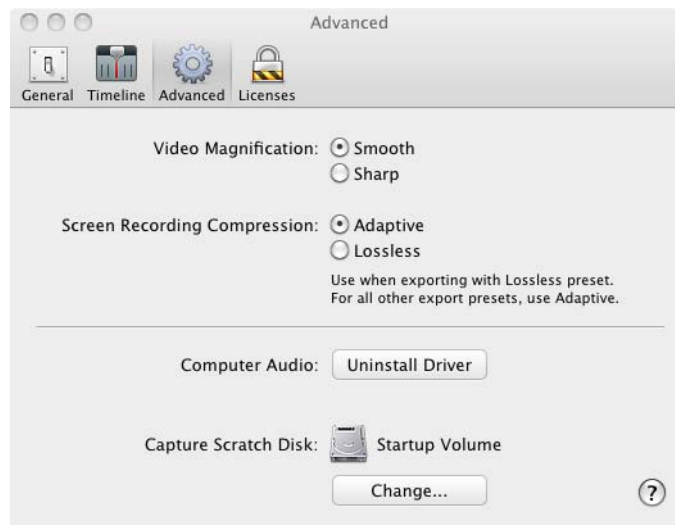 Advanced
General Timeline Advanced Licenses
Video Magnification: Smooth
Sharp
Screen Recording Compression: Adaptive
Lossless
Use when exporting with Lossless preset.
For all other export presets, use Adaptive.
Computer Audio: Uninstall Driver
Capture Scratch Disk: Startup Volume
Change...
?